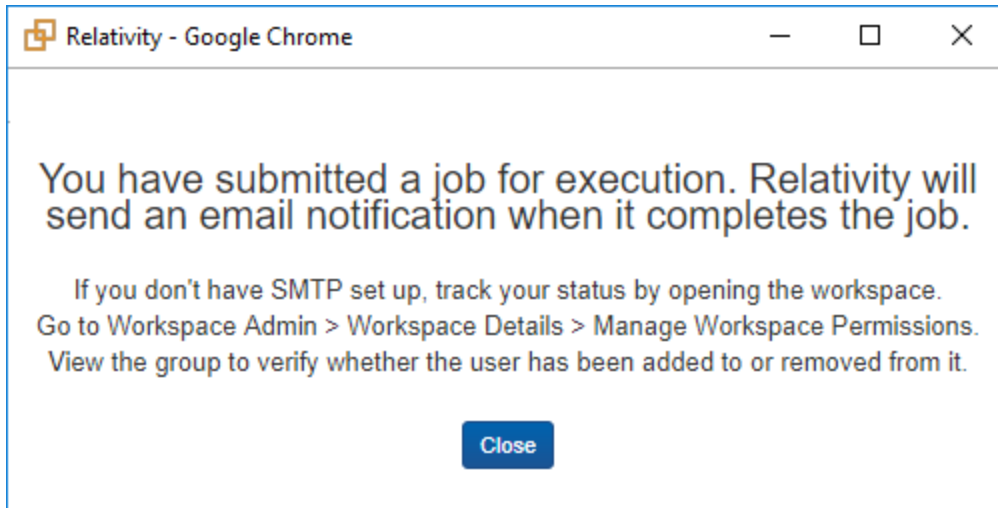 Relativity - Google Chrome
You have submitted a job for execution. Relativity will
send an email notification when it completes the job.
If you don't have SMTP set up, track your status by opening the workspace.
Go to Workspace Admin > Workspace Details > Manage Workspace Permissions.
View the group to verify whether the user has been added to or removed from it.
Close